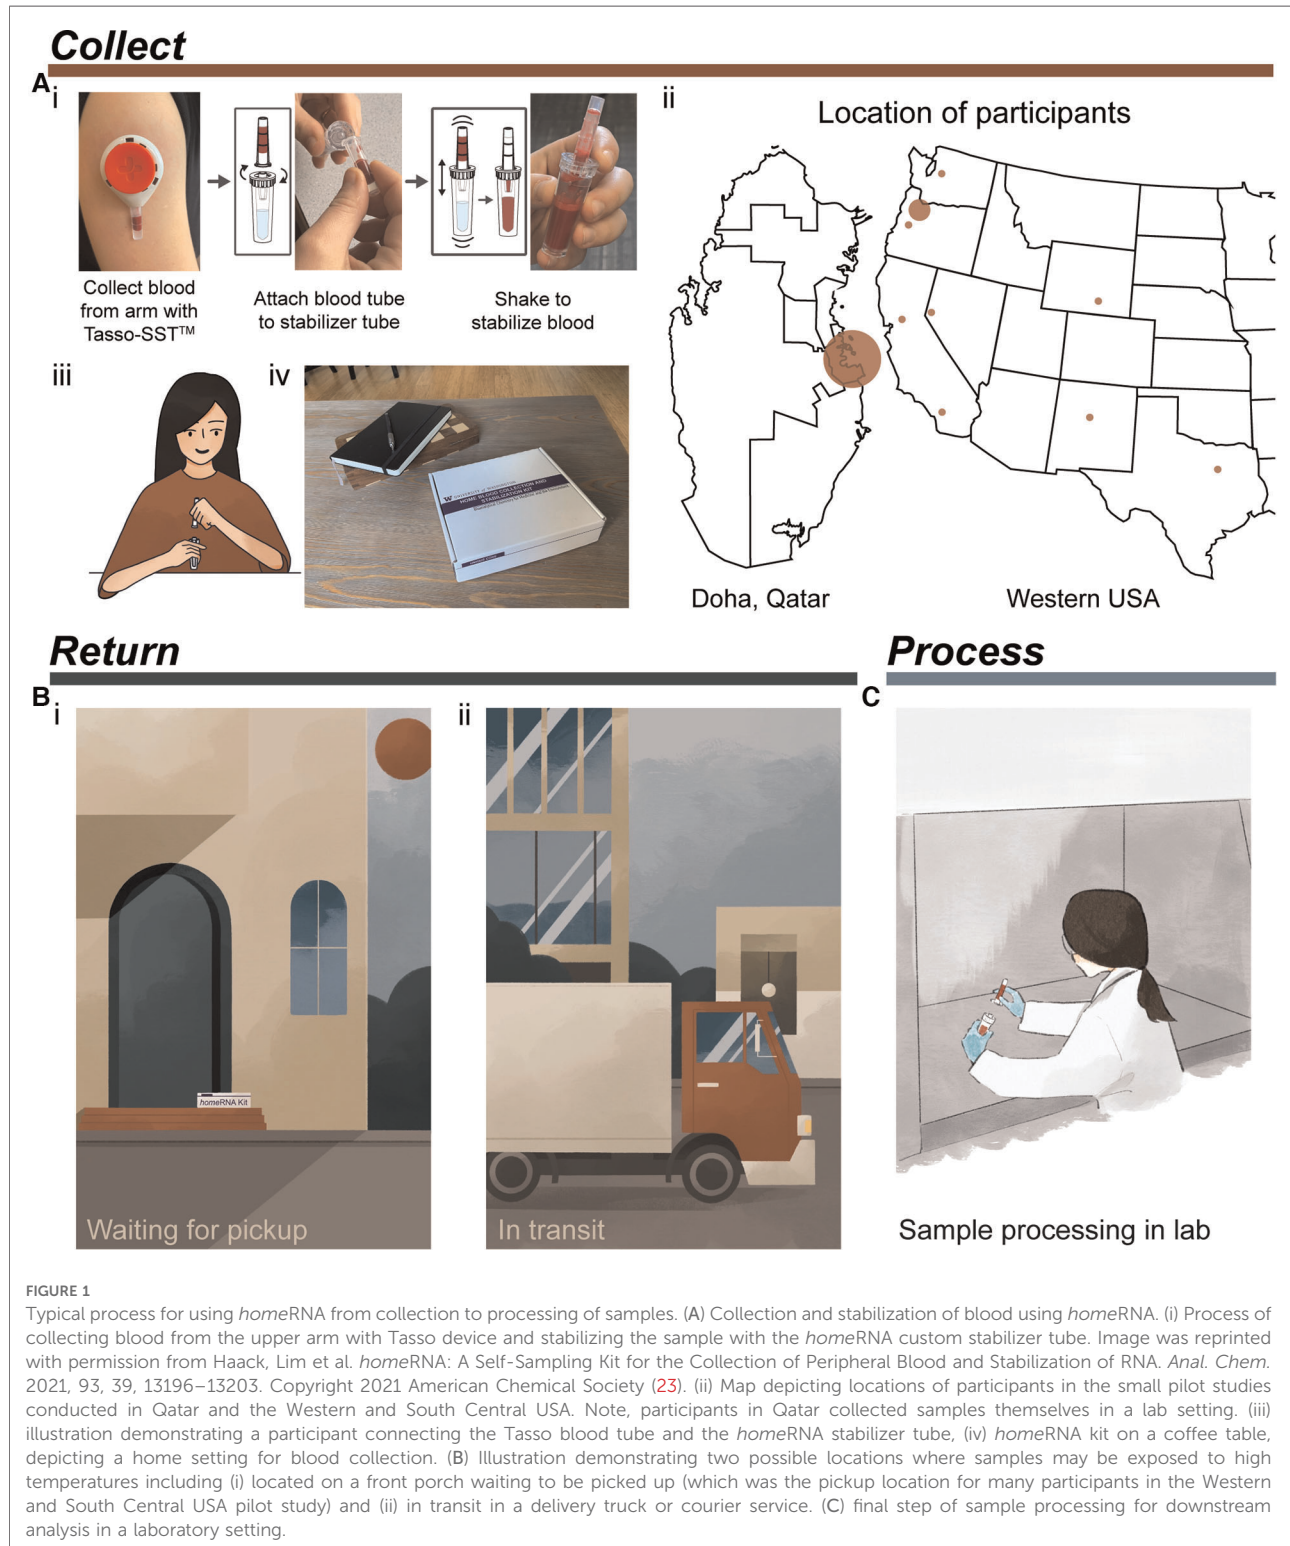 Collect
A
i
Collect blood
from arm with
Tasso-SST™
Attach blood tube
to stabilizer tube
Shake to
stabilize blood
ii
Location of participants
Doha, Qatar
Western USA
iii
iv
HOME BLOOD COLLECTION AND
STABILIZATION KIT
Return
B
i
homeRNA Kit
Waiting for pickup
ii
In transit
Process
C
Sample processing in lab
FIGURE 1
Typical process for using homeRNA from collection to processing of samples. (A) Collection and stabilization of blood using homeRNA. (i) Process of
collecting blood from the upper arm with Tasso device and stabilizing the sample with the homeRNA custom stabilizer tube. Image was reprinted
with permission from Haack, Lim et al. homeRNA: A Self-Sampling Kit for the Collection of Peripheral Blood and Stabilization of RNA. Anal. Chem.
2021, 93, 39, 13196–13203. Copyright 2021 American Chemical Society (23). (ii) Map depicting locations of participants in the small pilot studies
conducted in Qatar and the Western and South Central USA. Note, participants in Qatar collected samples themselves in a lab setting. (iii)
illustration demonstrating a participant connecting the Tasso blood tube and the homeRNA stabilizer tube, (iv) homeRNA kit on a coffee table,
depicting a home setting for blood collection. (B) Illustration demonstrating two possible locations where samples may be exposed to high
temperatures including (i) located on a front porch waiting to be picked up (which was the pickup location for many participants in the Western
and South Central USA pilot study) and (ii) in transit in a delivery truck or courier service. (C) final step of sample processing for downstream
analysis in a laboratory setting.